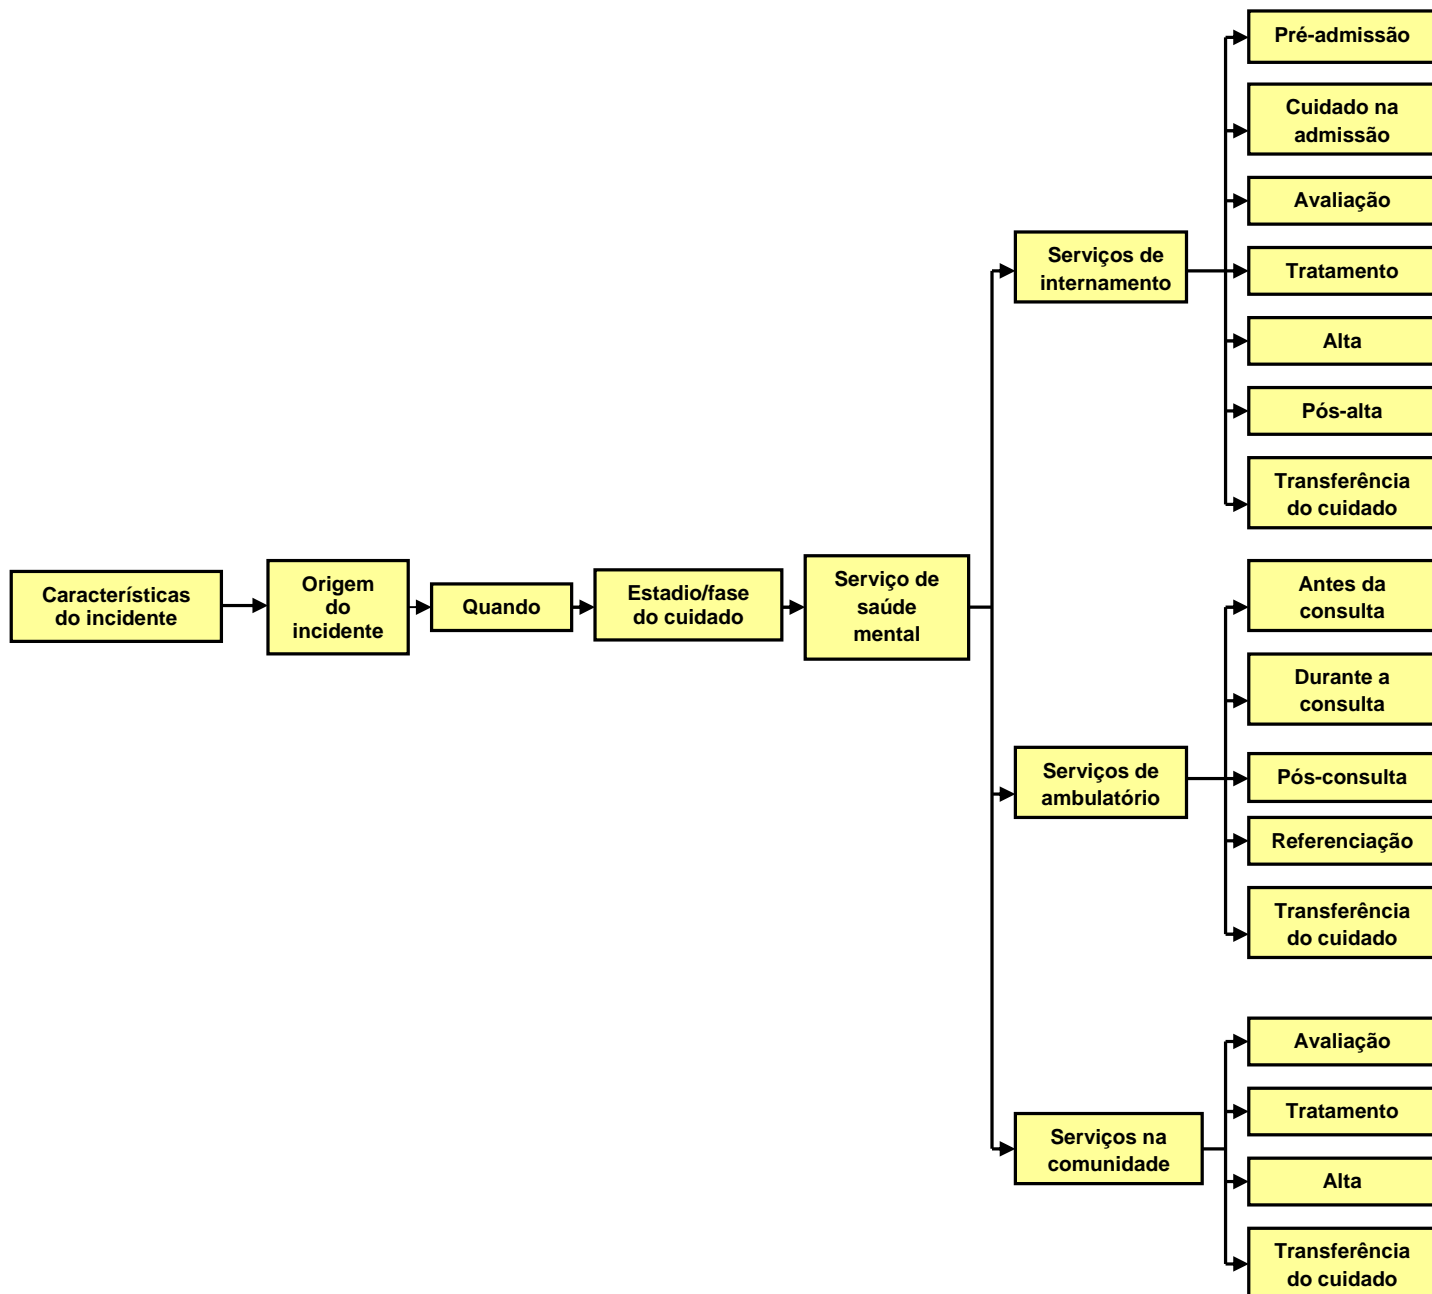 Características
do incidente
Origem
do
incidente
Quando
Estadio/fase
do cuidado
Serviço de
saúde
mental
Serviços de
internamento
Pré-admissão
Cuidado na
admissão
Avaliação
Tratamento
Alta
Pós-alta
Transferência
do cuidado
Serviços de
ambulatório
Antes da
consulta
Durante a
consulta
Pós-consulta
Referenciação
Transferência
do cuidado
Serviços na
comunidade
Avaliação
Tratamento
Alta
Transferência
do cuidado